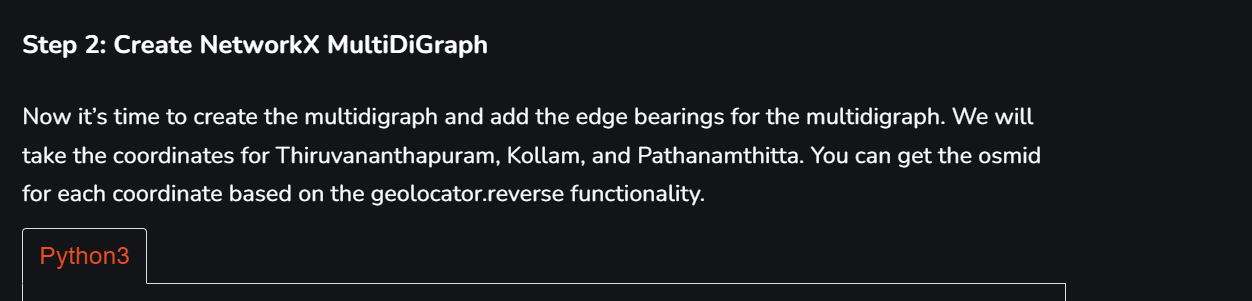 Step 2: Create NetworkX MultiDiGraph
Now it’s time to create the multidigraph and add the edge bearings for the multidigraph. We will
take the coordinates for Thiruvananthapuram, Kollam, and Pathanamthitta. You can get the osmid
for each coordinate based on the geolocator.reverse functionality.
Python3